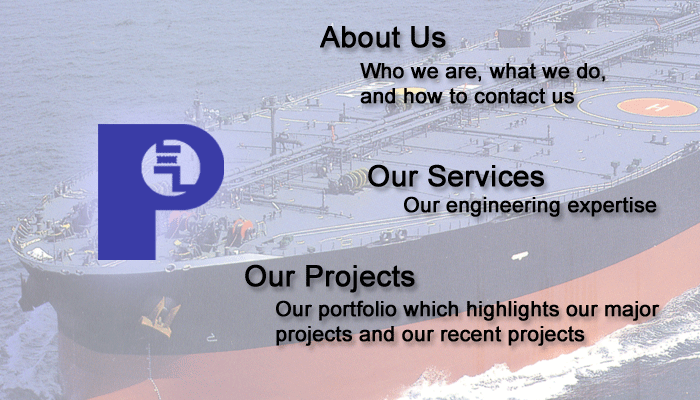 About Us
Who we are, what we do,
and how to contact us
P
H
Our Services
Our engineering expertise
Our Projects
Our portfolio which highlights our major
projects and our recent projects